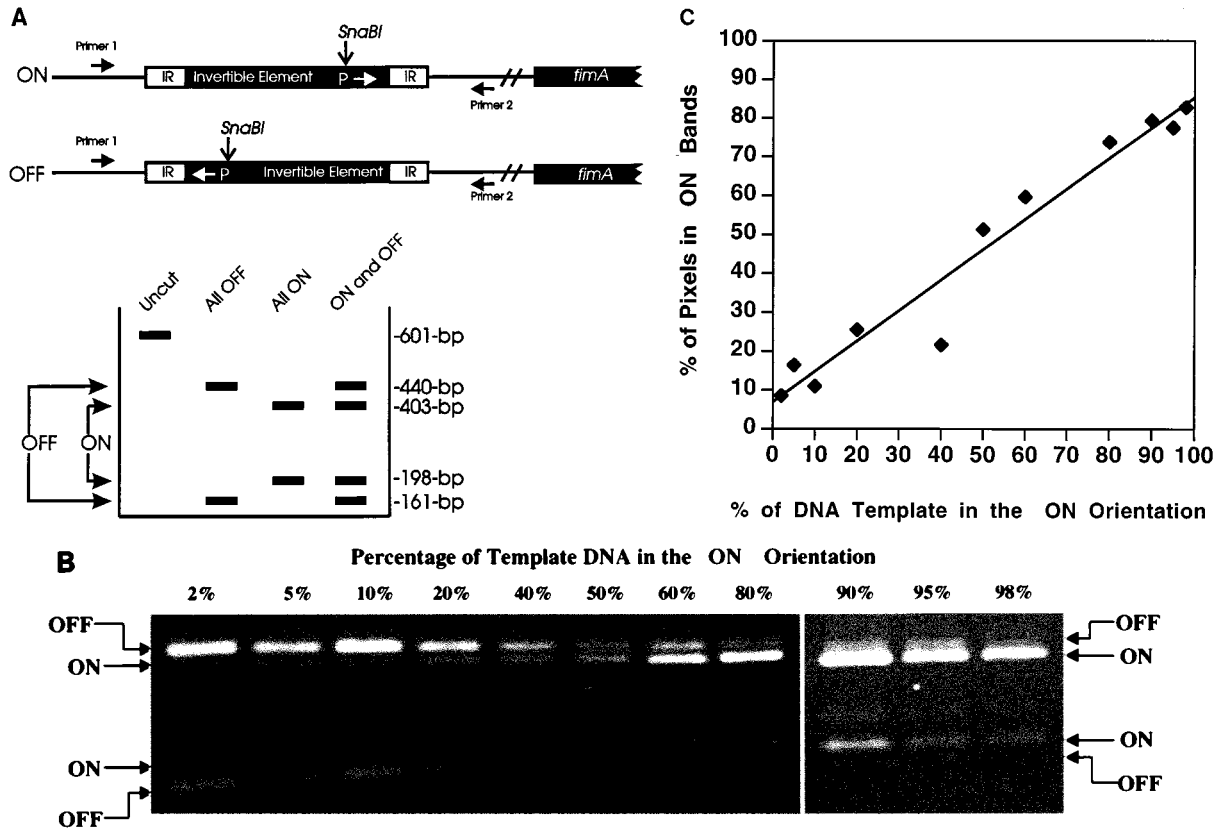 A
SnaBI
Primer 1
ON
IR Invertible Element P IR
fimA
Primer 2
SnaBI
Primer 1
OFF
IR P Invertible Element IR
fimA
Primer 2
Uncut
All OFF
All ON
ON and OFF
-601-bp
-440-bp
-403-bp
OFF
ON
-198-bp
-161-bp
C
% of Pixels in ON Bands
100
90
80
70
60
50
40
30
20
10
0
0 10 20 30 40 50 60 70 80 90 100
% of DNA Template in the ON Orientation
B
Percentage of Template DNA in the ON Orientation
2% 5% 10% 20% 40% 50% 60% 80% 90% 95% 98%
OFF
ON
ON
OFF
OFF
ON
ON
OFF